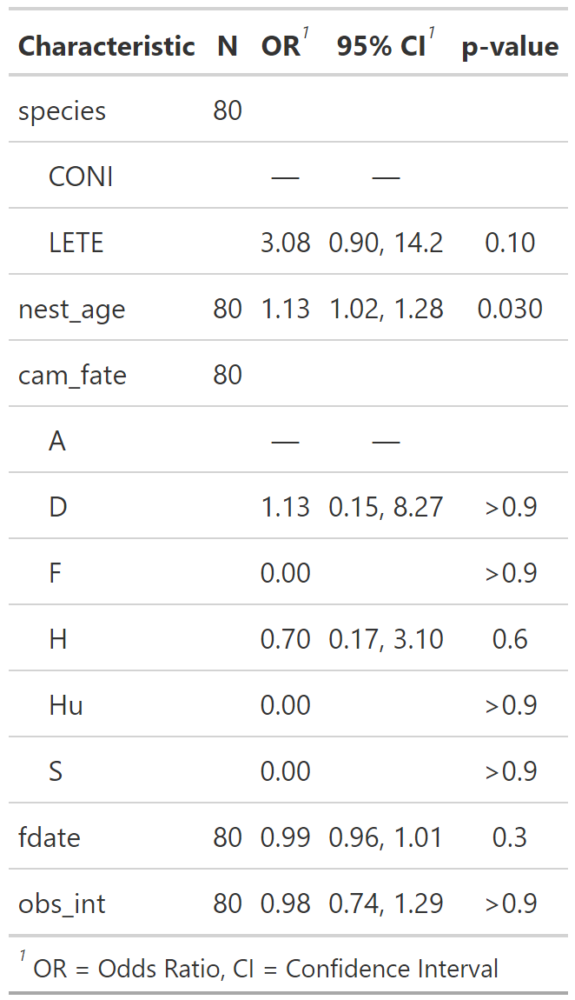 Characteristic N OR1 95% CI1 p-value
species 80
CONI — —
LETE 3.08 0.90, 14.2 0.10
nest_age 80 1.13 1.02, 1.28 0.030
cam_fate 80
A — —
D 1.13 0.15, 8.27 >0.9
F 0.00 >0.9
H 0.70 0.17, 3.10 0.6
Hu 0.00 >0.9
S 0.00 >0.9
fdate 80 0.99 0.96, 1.01 0.3
obs_int 80 0.98 0.74, 1.29 >0.9
1 OR = Odds Ratio, CI = Confidence Interval